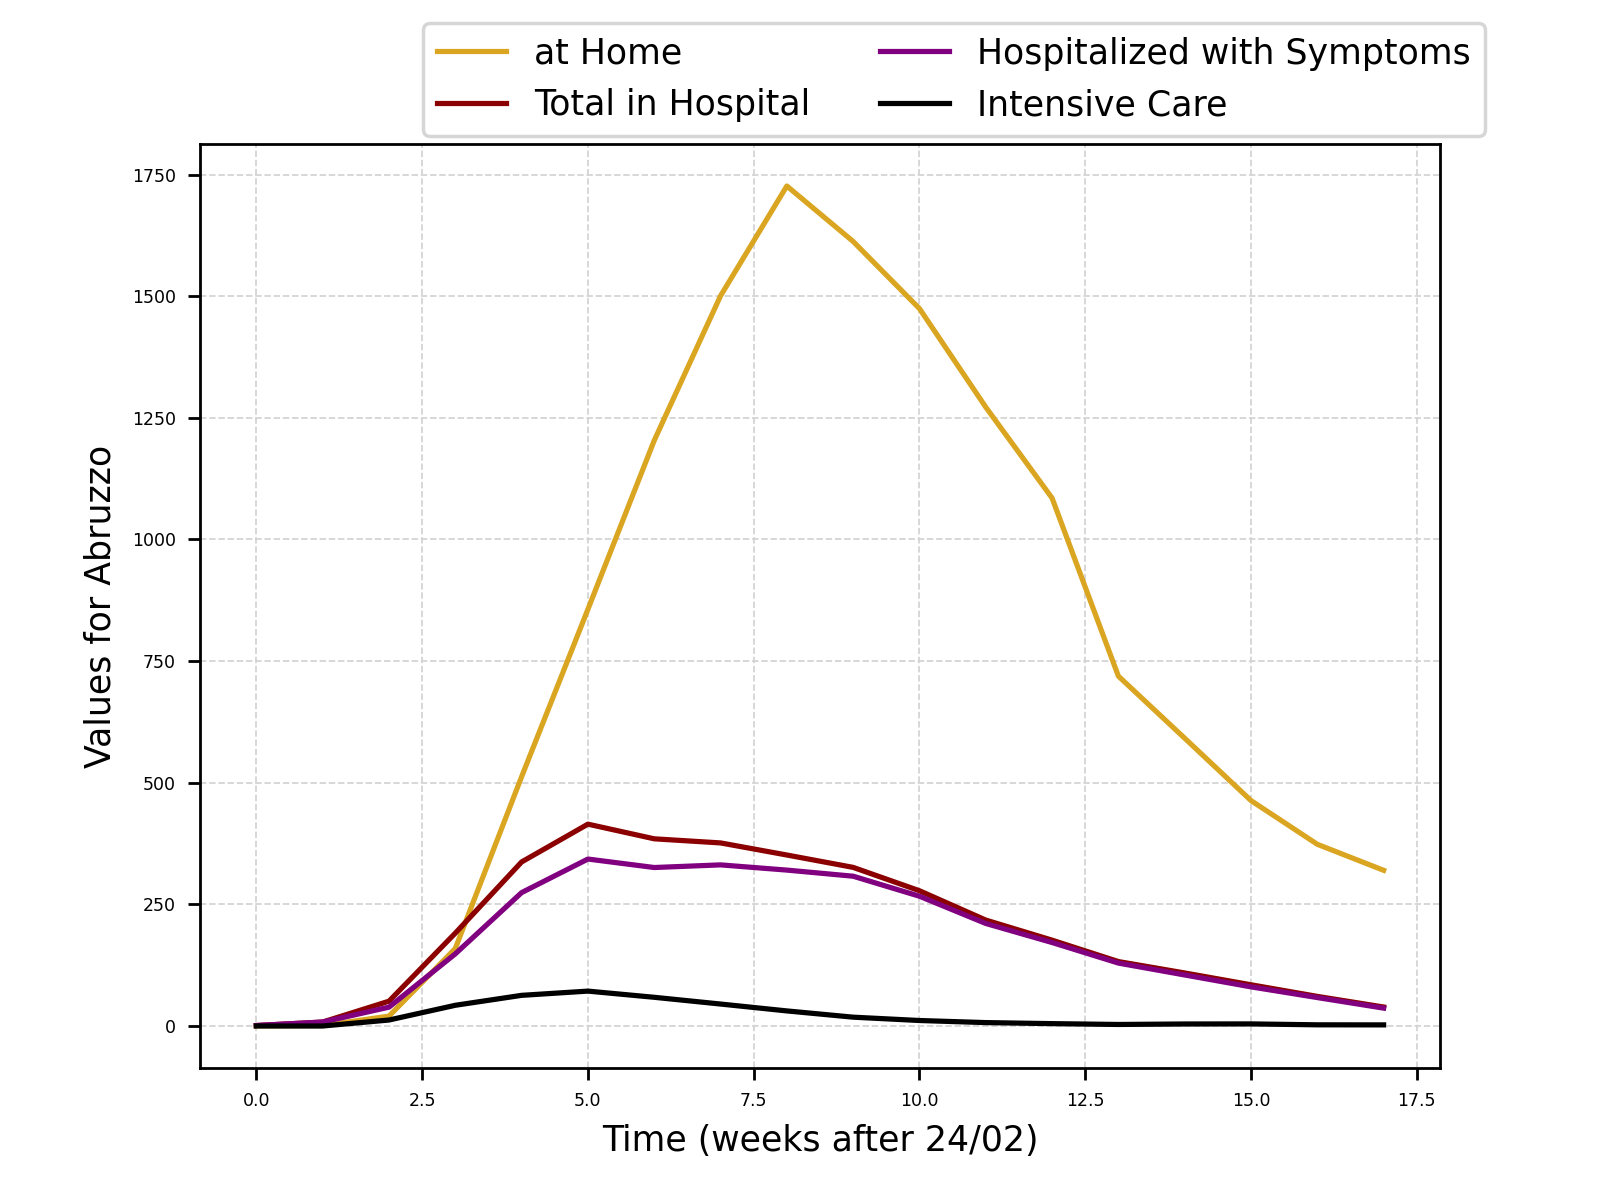 at Home
Total in Hospital
Hospitalized with Symptoms
Intensive Care
Values for Abruzzo
1750
1500
1250
1000
750
500
250
0
0.0 2.5 5.0 7.5 10.0 12.5 15.0 17.5
Time (weeks after 24/02)